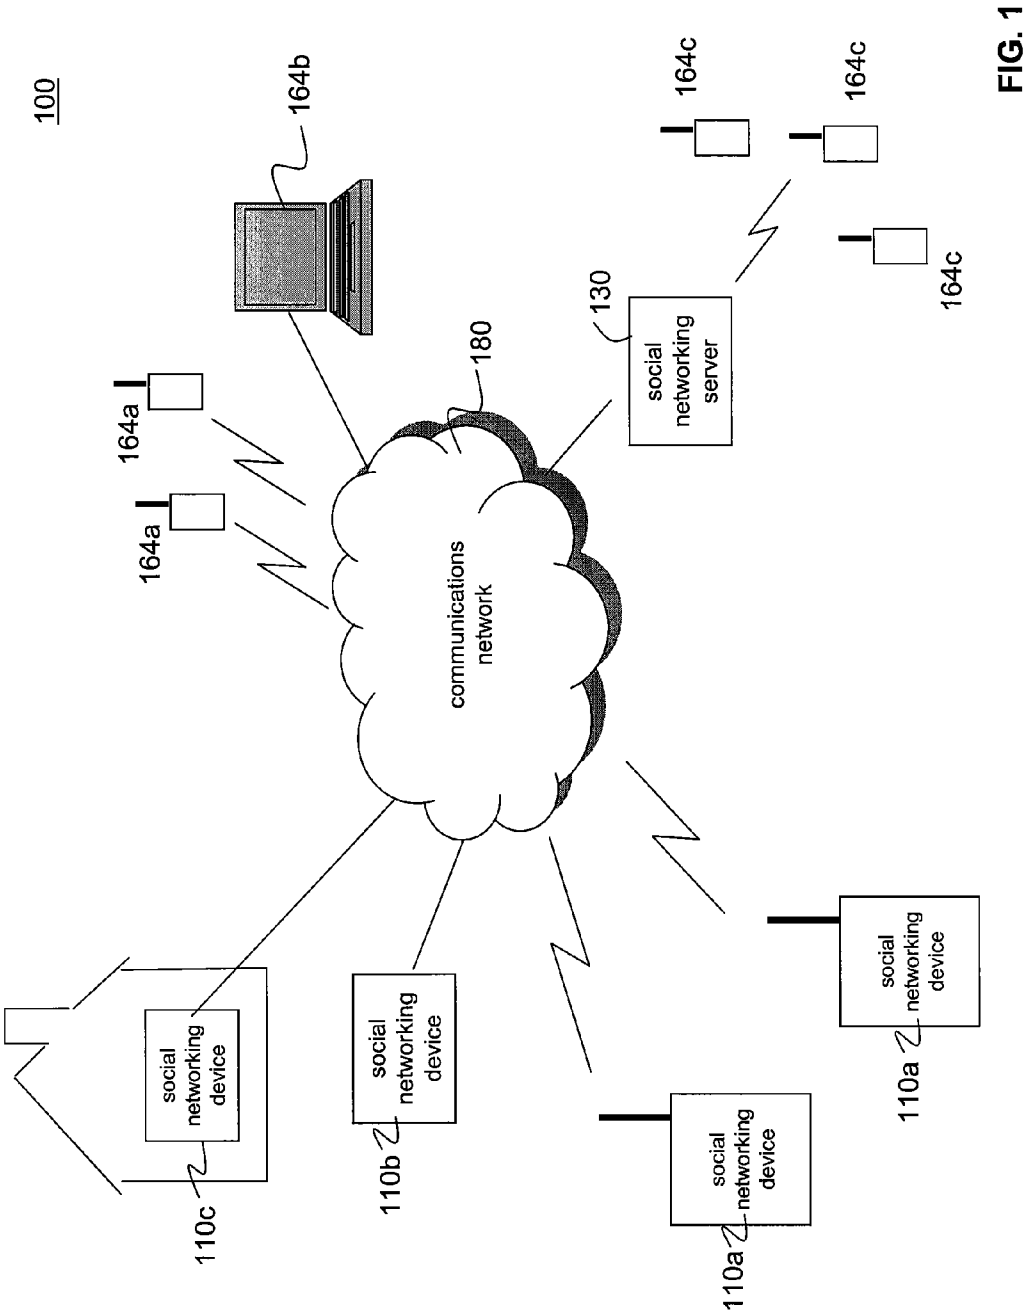 100
164a
164a
164b
social
networking
device
110c
social
networking
device
110b
communications
network
180
130
social
networking
server
164c
164c
164c
social
networking
device
110a
social
networking
device
110a
FIG. 1